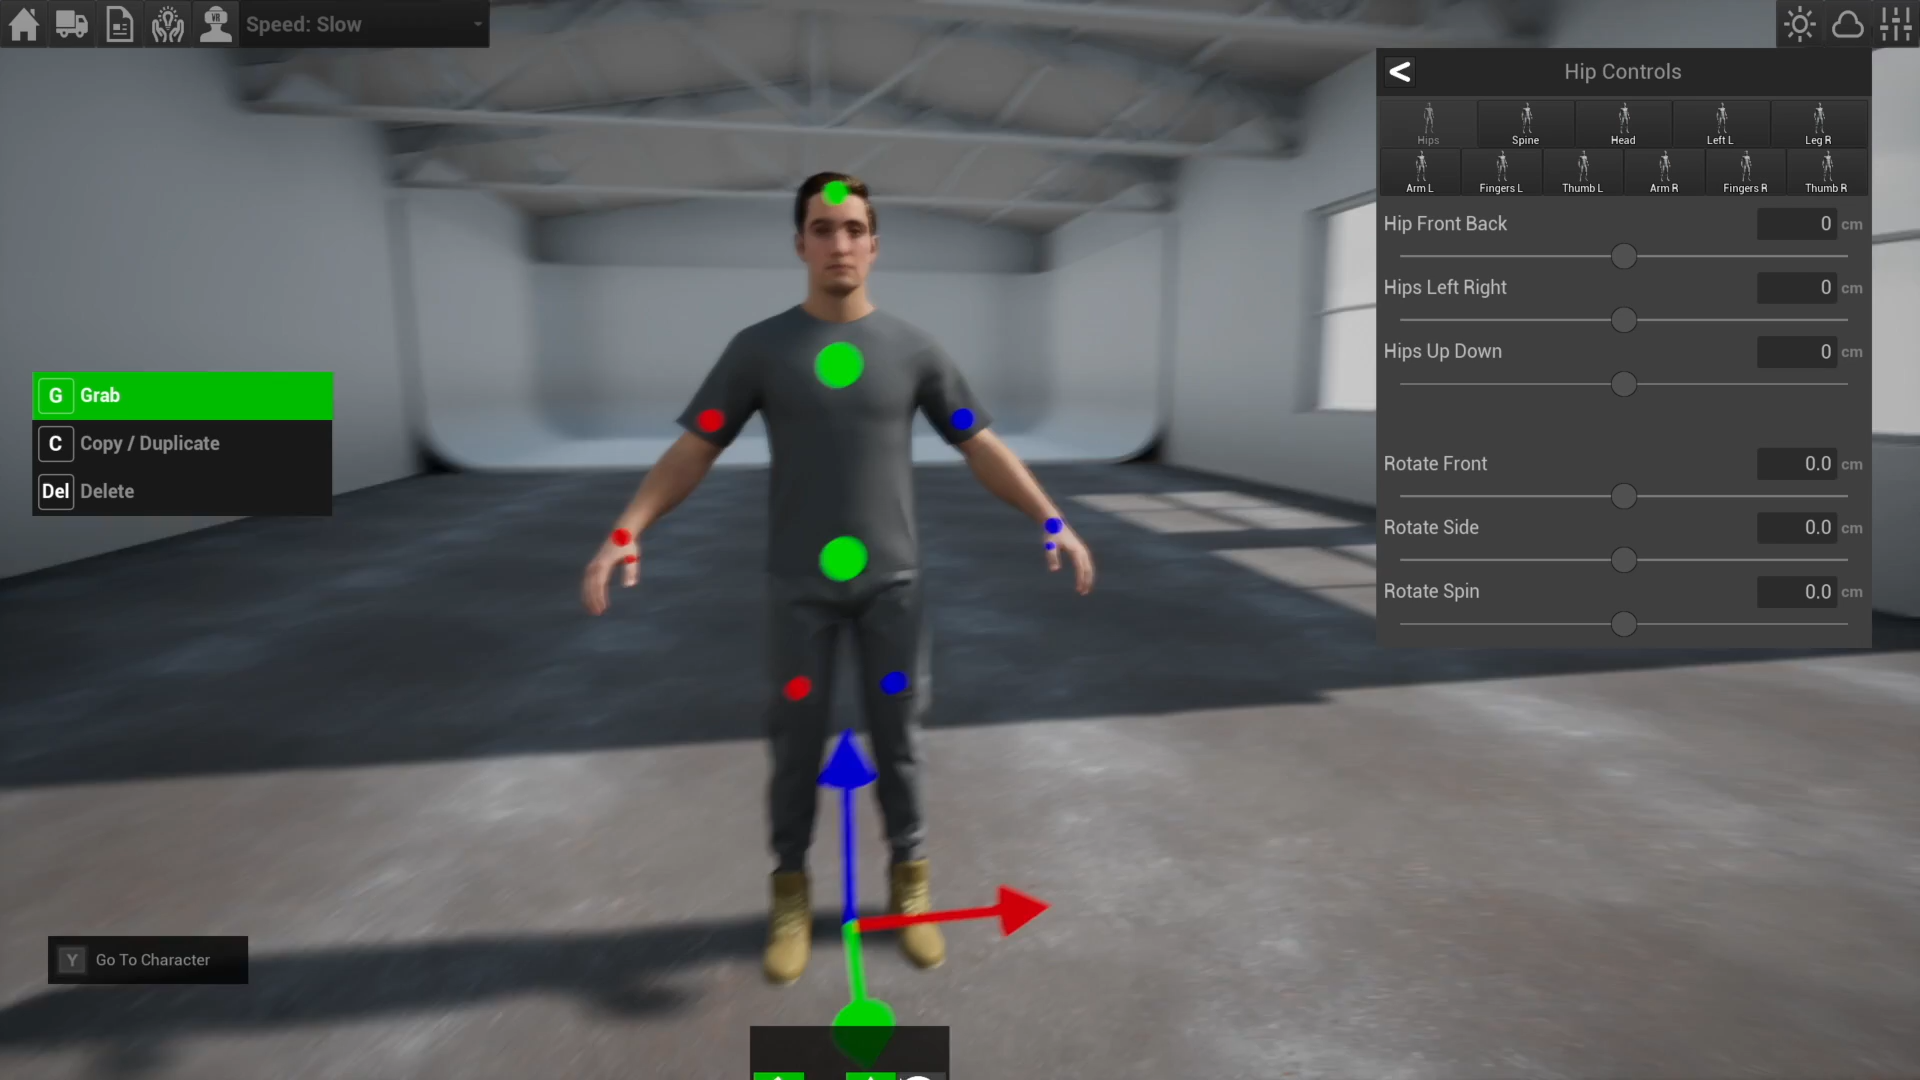 VR
Speed: Slow
Hip Controls
Hips
Spine
Head
Left L
Leg R
Arm L
Fingers L
Thumb L
Arm R
Fingers R
Thumb R
Hip Front Back 0 cm
Hips Left Right 0 cm
Hips Up Down 0 cm
Rotate Front 0.0 cm
Rotate Side 0.0 cm
Rotate Spin 0.0 cm
G Grab
C Copy / Duplicate
Del Delete
Y Go To Character